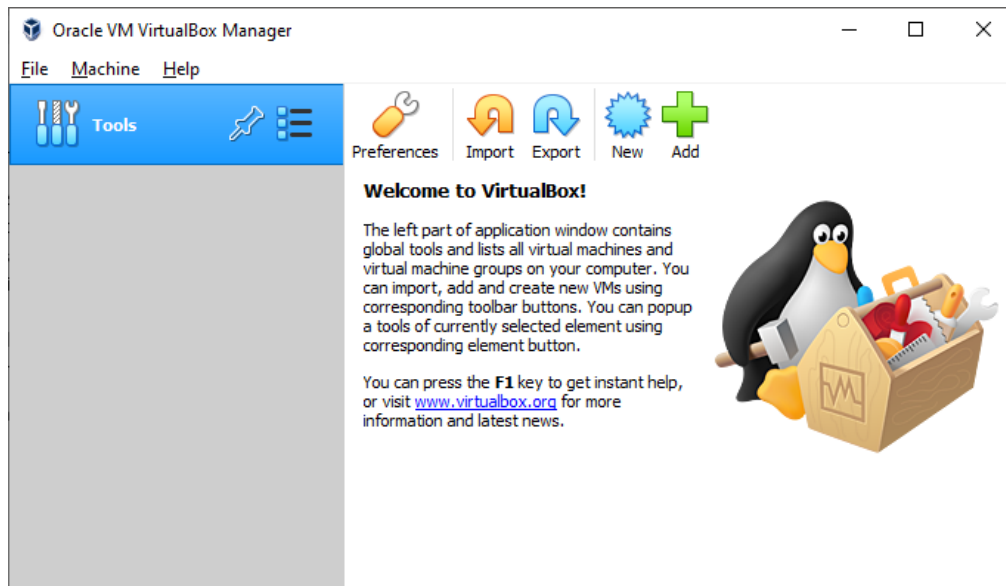 Oracle VM VirtualBox Manager
File Machine Help
Tools
Preferences Import Export New Add
Welcome to VirtualBox!
The left part of application window contains
global tools and lists all virtual machines and
virtual machine groups on your computer. You
can import, add and create new VMs using
corresponding toolbar buttons. You can popup
a tools of currently selected element using
corresponding element button.
You can press the F1 key to get instant help,
or visit www.virtualbox.org for more
information and latest news.